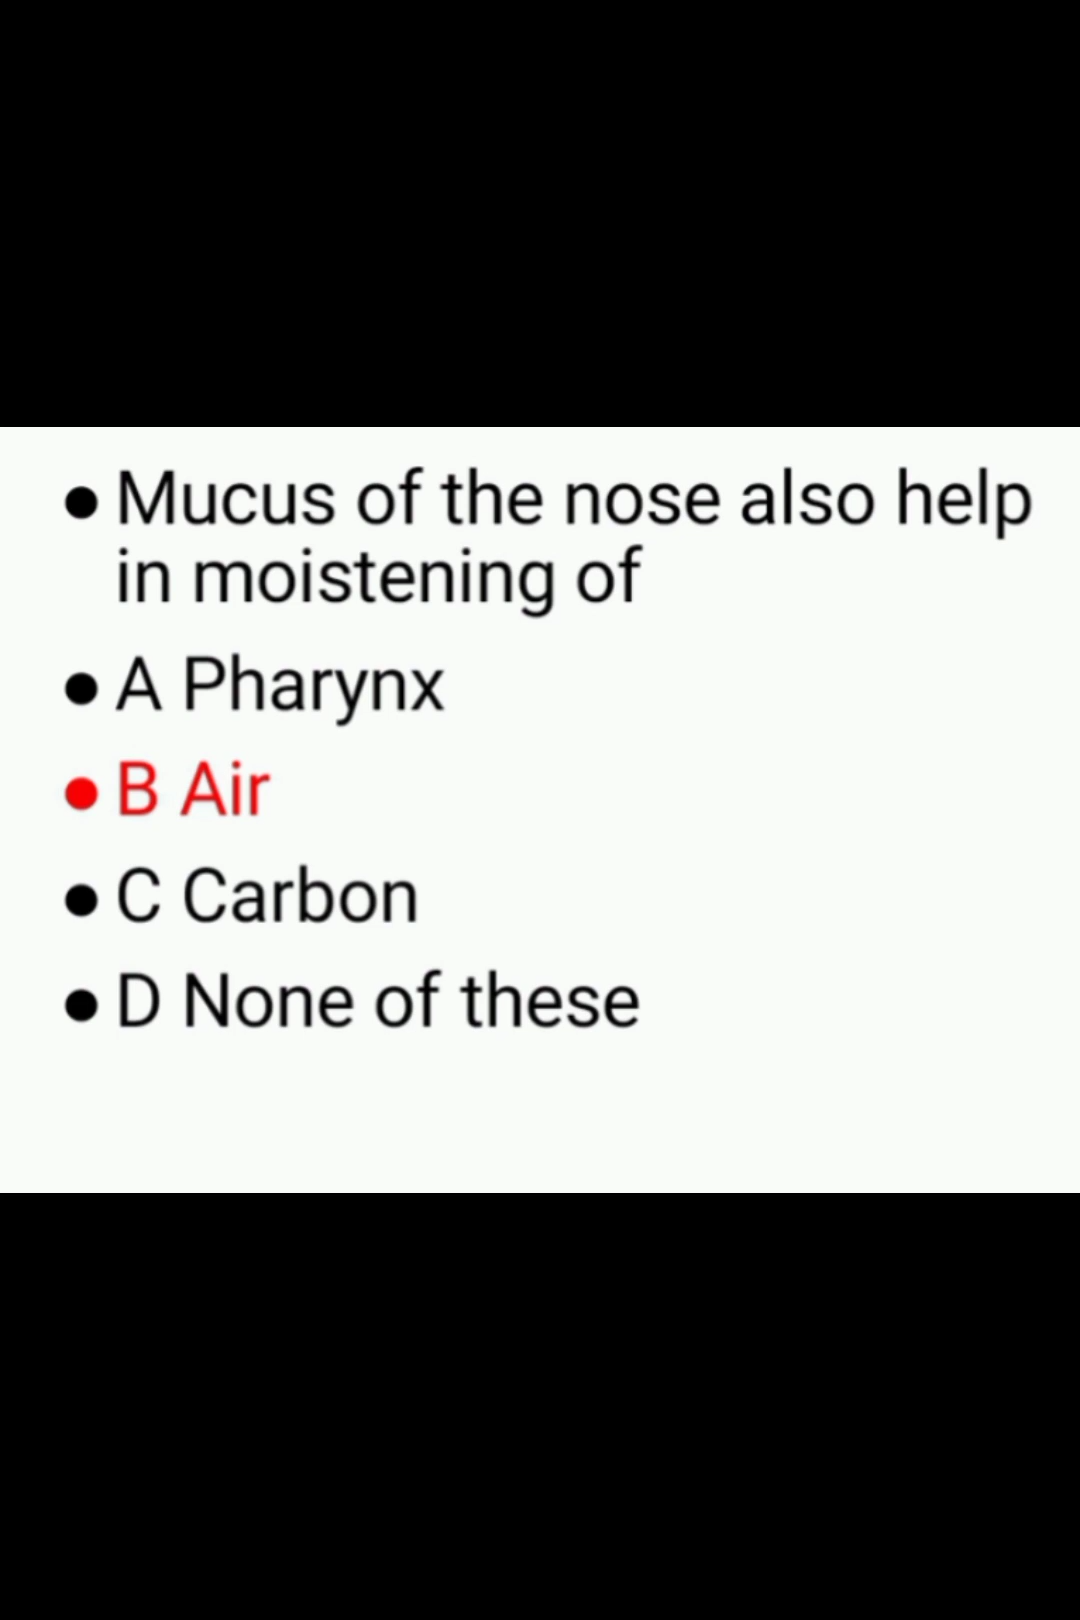 ● Mucus of the nose also help
in moistening of
● A Pharynx
● B Air
● C Carbon
● D None of these